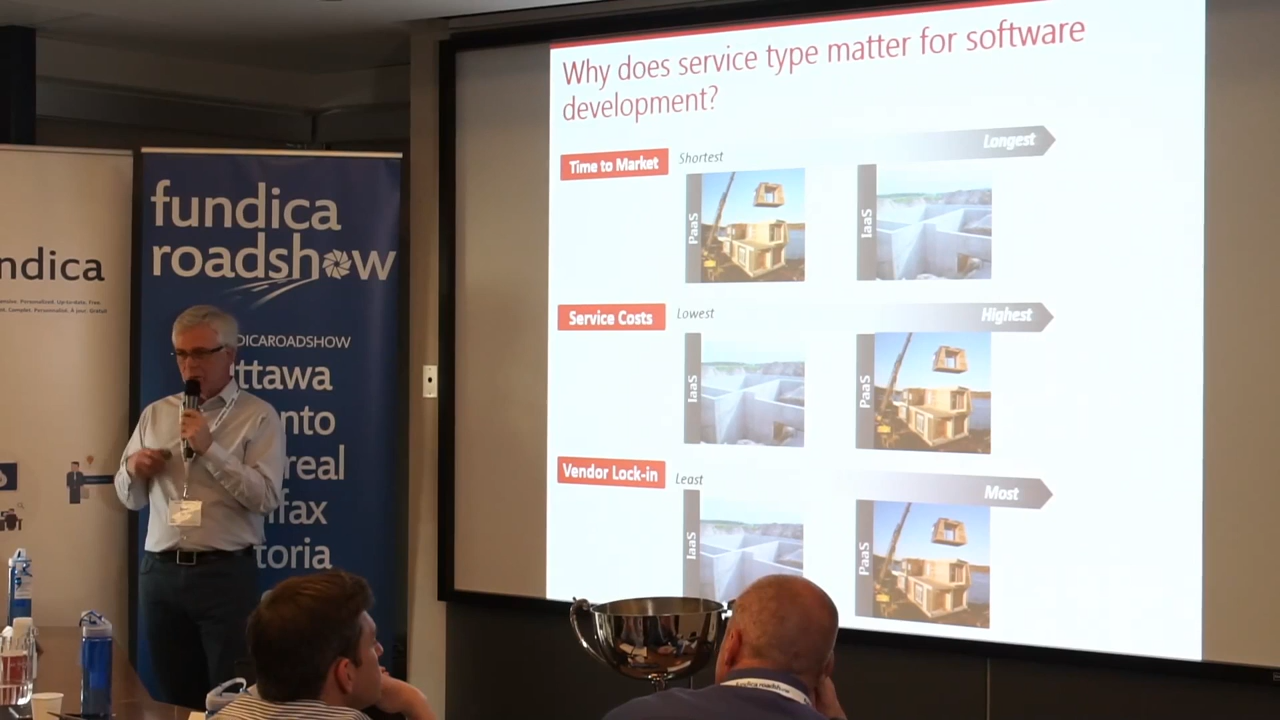 ndica
fundica
roadshow
DICAROADSHOW
ttawa
nto
real
fax
toria
Why does service type matter for software
development?
Time to Market
Shortest
Longest
PaaS
IaaS
Service Costs
Lowest
Highest
IaaS
PaaS
Vendor Lock-in
Least
Most
IaaS
PaaS
fundica roadshow